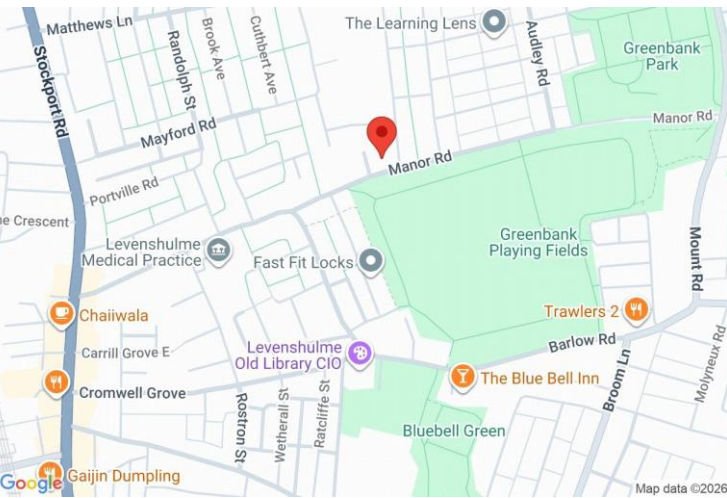 Matthews Ln
The Learning Lens
Stockport Rd
Randolph St
Brook Ave
Cuthbert Ave
Audley Rd
Greenbank
Park
Mayford Rd
Manor Rd
Manor Rd
Portville Rd
e Crescent
Levenshulme
Medical Practice
Fast Fit Locks
Greenbank
Playing Fields
Mount Rd
Chaiiwala
Trawlers 2
Carrill Grove E
Levenshulme
Old Library CIO
Barlow Rd
Molyneux Rd
Cromwell Grove
The Blue Bell Inn
Broom Ln
Rostron St
Wetherall St
Ratcliffe St
Bluebell Green
Gaijin Dumpling
Google
Map data ©2026